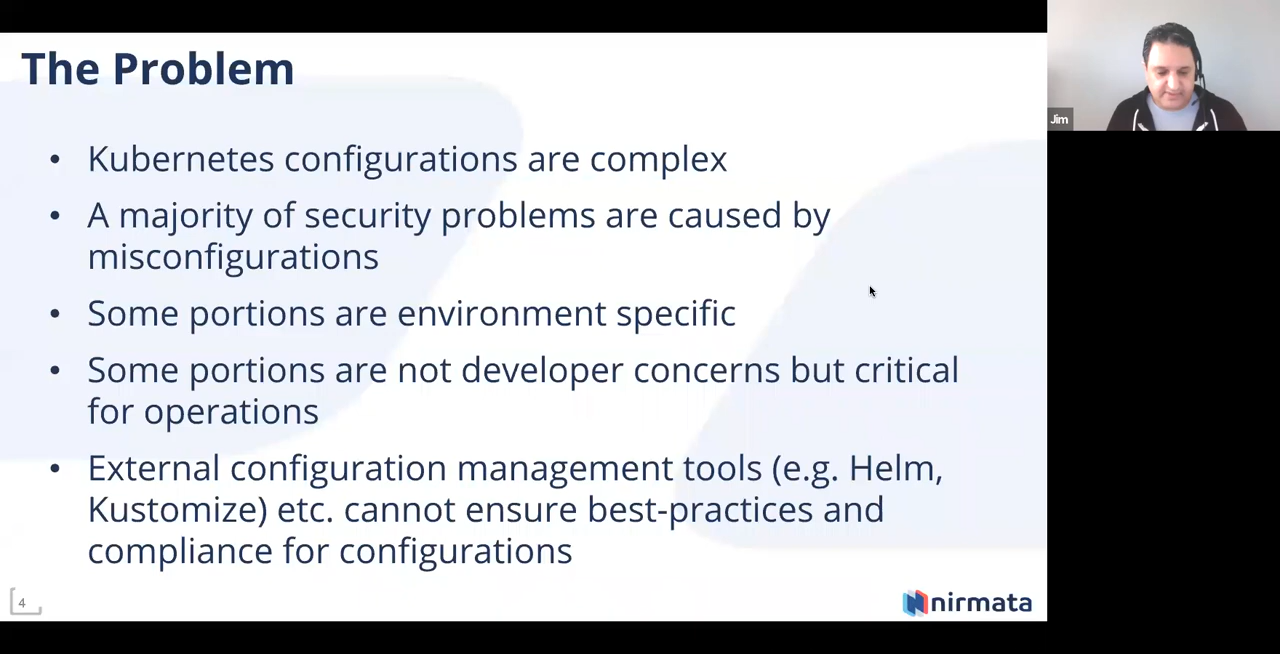 The Problem
Jim
• Kubernetes configurations are complex
• A majority of security problems are caused by
misconfigurations
• Some portions are environment specific
• Some portions are not developer concerns but critical
for operations
• External configuration management tools (e.g. Helm,
Kustomize) etc. cannot ensure best-practices and
compliance for configurations
4
nirmata